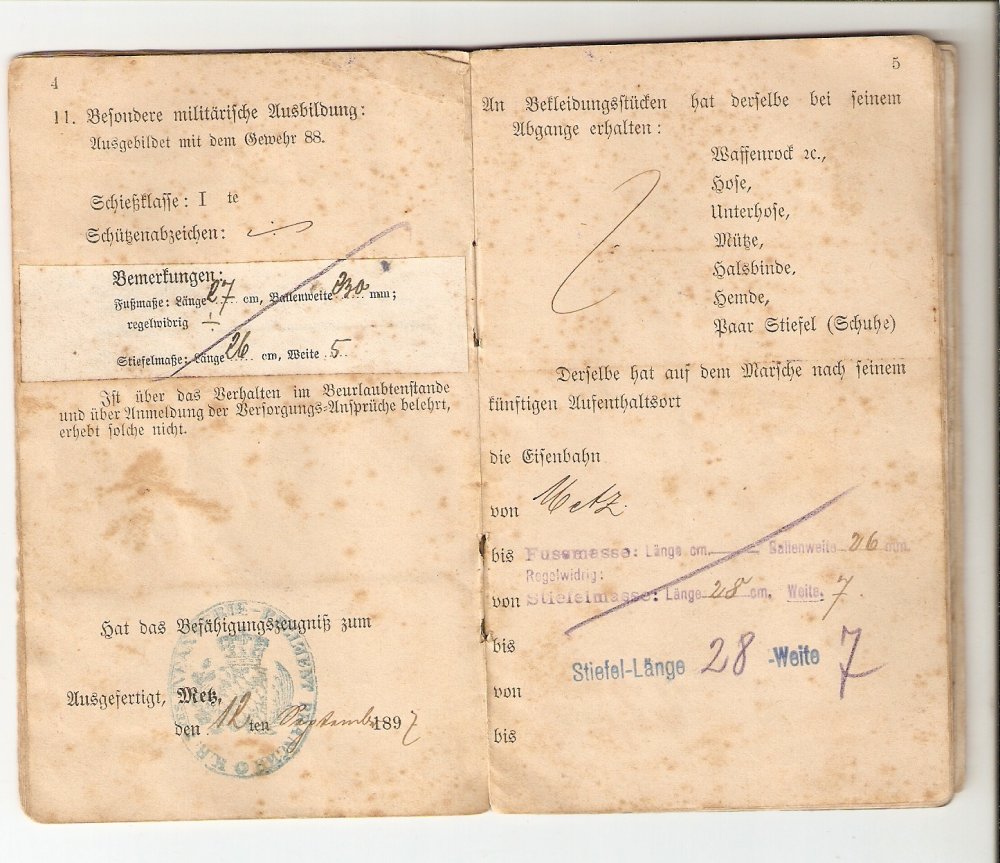 4
11. Besondere militärische Ausbildung:
Ausgebildet mit dem Gewehr 88.
Schießklasse: I te
Schützenabzeichen:
Bemerkungen:
Fußmaße: Länge 27 cm, Ballenweite 230 mm;
regelwidrig
Stiefelmaße: Länge 26 cm, Weite 5
Ist über das Verhalten im Beurlaubtenstande
und über Anmeldung der Versorgungs-Ansprüche belehrt,
erhebt solche nicht.
Hat das Befähigungszeugniß zum
Ausgefertigt, Metz,
den 12 ten September 1897
5
An Bekleidungsstücken hat derselbe bei seinem
Abgange erhalten:
Waffenrock ꝛc.,
Hose,
Unterhose,
Mütze,
Halsbinde,
Hemde,
Paar Stiefel (Schuhe)
Derselbe hat auf dem Marsche nach seinem
künftigen Aufenthaltsort
die Eisenbahn
von Metz
bis
Fussmasse: Länge cm. Ballenweite 26 mm.
Regelwidrig:
von
Stiefelmasse: Länge 28 cm, Weite 7.
bis
Stiefel-Länge 28 -Weite 7
von
bis